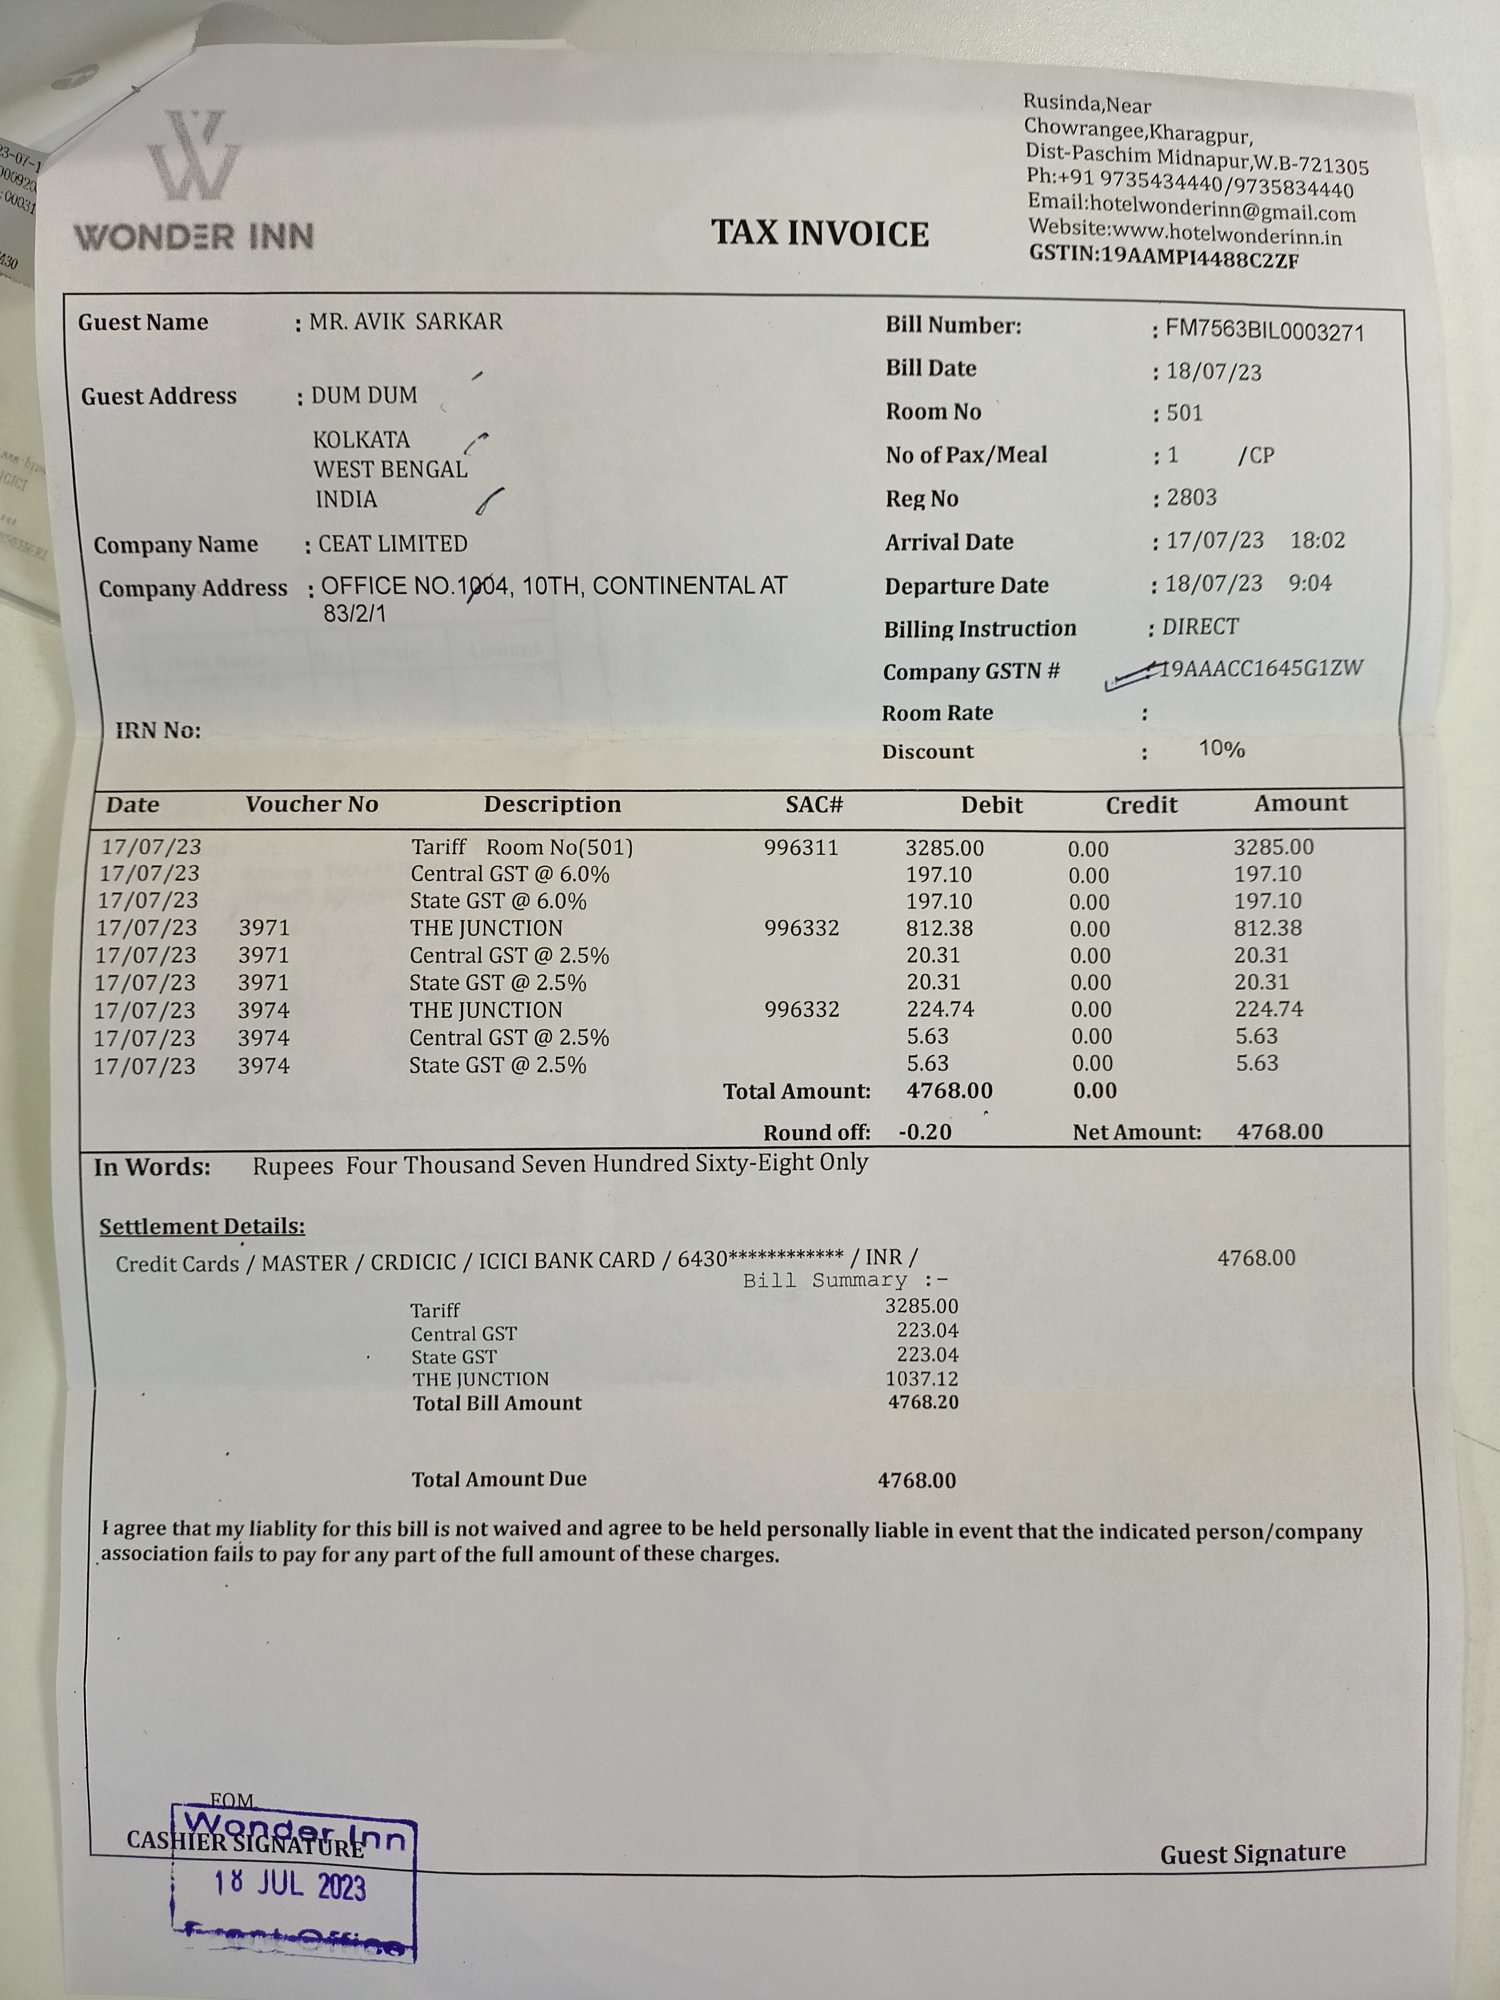 WONDER INN
TAX INVOICE
Rusinda,Near
Chowrangee,Kharagpur,
Dist-Paschim Midnapur,W.B-721305
Ph:+91 9735434440/9735834440
Email:hotelwonderinn@gmail.com
Website:www.hotelwonderinn.in
GSTIN:19AAMPI4488C2ZF
Guest Name : MR. AVIK SARKAR
Guest Address : DUM DUM
KOLKATA
WEST BENGAL
INDIA
Company Name : CEAT LIMITED
Company Address : OFFICE NO.1004, 10TH, CONTINENTAL AT
83/2/1
IRN No:
Bill Number: : FM7563BIL0003271
Bill Date : 18/07/23
Room No : 501
No of Pax/Meal : 1 /CP
Reg No : 2803
Arrival Date : 17/07/23 18:02
Departure Date : 18/07/23 9:04
Billing Instruction : DIRECT
Company GSTN # : 19AAACC1645G1ZW
Room Rate :
Discount : 10%
Date Voucher No Description SAC# Debit Credit Amount
17/07/23 Tariff Room No(501) 996311 3285.00 0.00 3285.00
17/07/23 Central GST @ 6.0% 197.10 0.00 197.10
17/07/23 State GST @ 6.0% 197.10 0.00 197.10
17/07/23 3971 THE JUNCTION 996332 812.38 0.00 812.38
17/07/23 3971 Central GST @ 2.5% 20.31 0.00 20.31
17/07/23 3971 State GST @ 2.5% 20.31 0.00 20.31
17/07/23 3974 THE JUNCTION 996332 224.74 0.00 224.74
17/07/23 3974 Central GST @ 2.5% 5.63 0.00 5.63
17/07/23 3974 State GST @ 2.5% 5.63 0.00 5.63
Total Amount: 4768.00 0.00
Round off: -0.20 Net Amount: 4768.00
In Words: Rupees Four Thousand Seven Hundred Sixty-Eight Only
Settlement Details:
Credit Cards / MASTER / CRDICIC / ICICI BANK CARD / 6430************ / INR / 4768.00
Bill Summary :-
Tariff 3285.00
Central GST 223.04
State GST 223.04
THE JUNCTION 1037.12
Total Bill Amount 4768.20
Total Amount Due 4768.00
I agree that my liablity for this bill is not waived and agree to be held personally liable in event that the indicated person/company
association fails to pay for any part of the full amount of these charges.
FOM
CASHIER SIGNATURE
Wonder Inn
18 JUL 2023
Front Office
Guest Signature